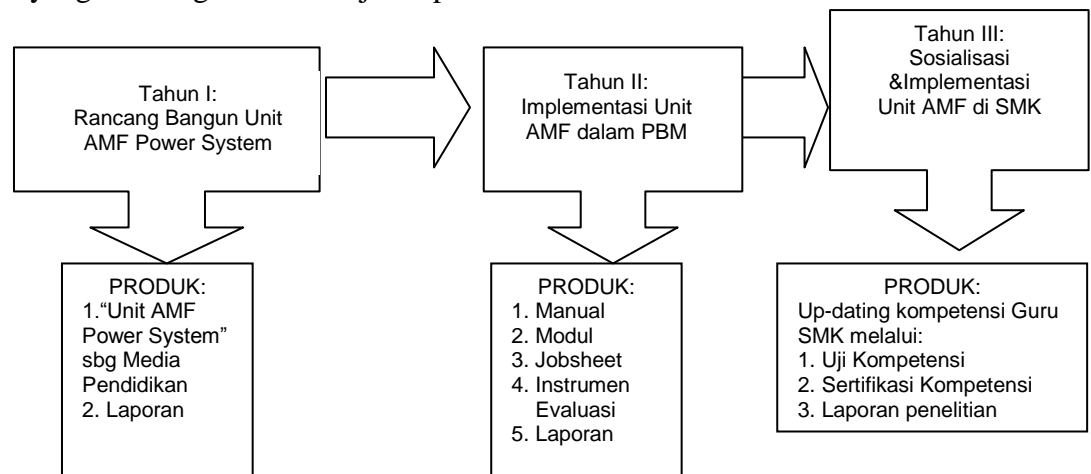 Tahun I:
Rancang Bangun Unit
AMF Power System
Tahun II:
Implementasi Unit
AMF dalam PBM
Tahun III:
Sosialisasi
&Implementasi
Unit AMF di SMK
PRODUK:
1.“Unit AMF
Power System”
sbg Media
Pendidikan
2. Laporan
PRODUK:
1. Manual
2. Modul
3. Jobsheet
4. Instrumen
Evaluasi
5. Laporan
PRODUK:
Up-dating kompetensi Guru
SMK melalui:
1. Uji Kompetensi
2. Sertifikasi Kompetensi
3. Laporan penelitian